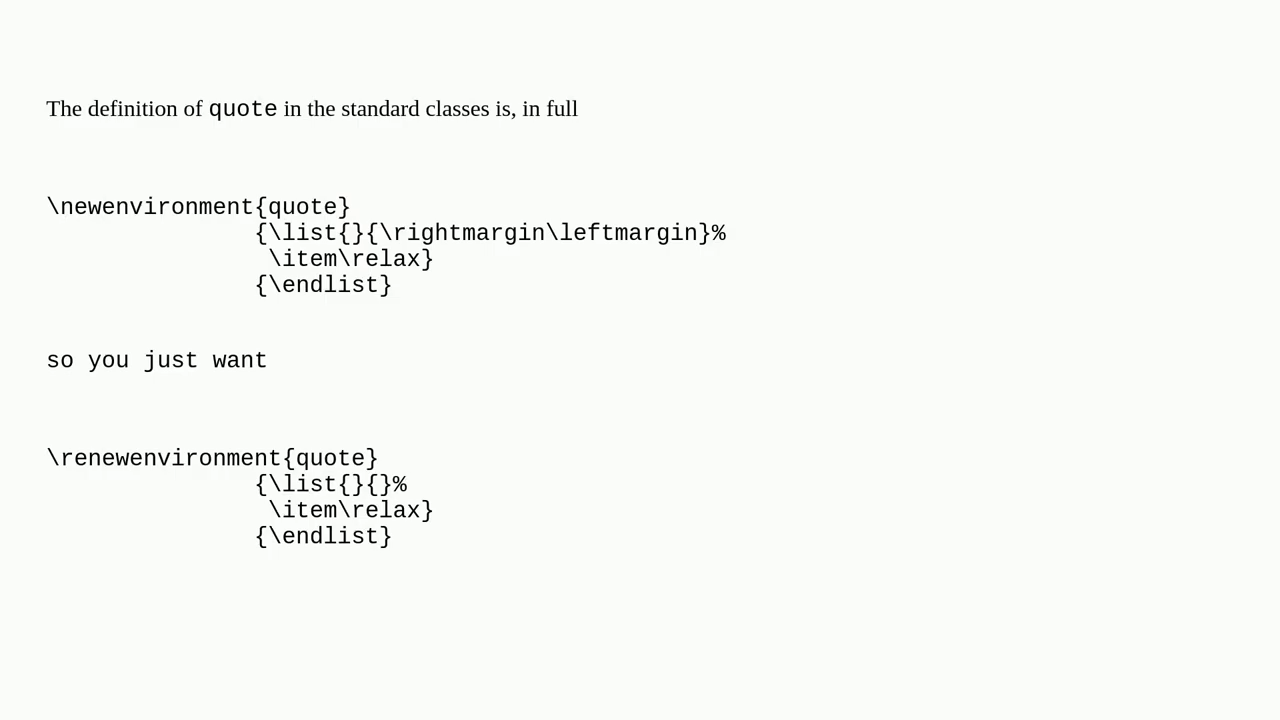 The definition of quote in the standard classes is, in full
\newenvironment{quote}
               {\list{}{\rightmargin\leftmargin}%
                \item\relax}
               {\endlist}
so you just want
\renewenvironment{quote}
               {\list{}{}%
                \item\relax}
               {\endlist}